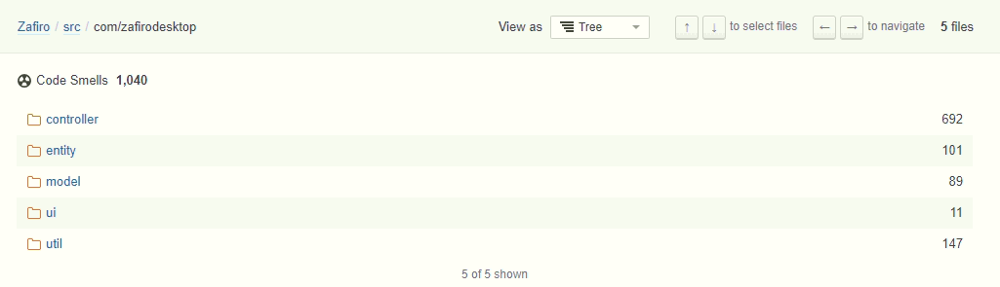 Zafiro / src / com/zafirodesktop View as Tree ↑ ↓ to select files ← → to navigate 5 files
Code Smells 1,040
controller 692
entity 101
model 89
ui 11
util 147
5 of 5 shown